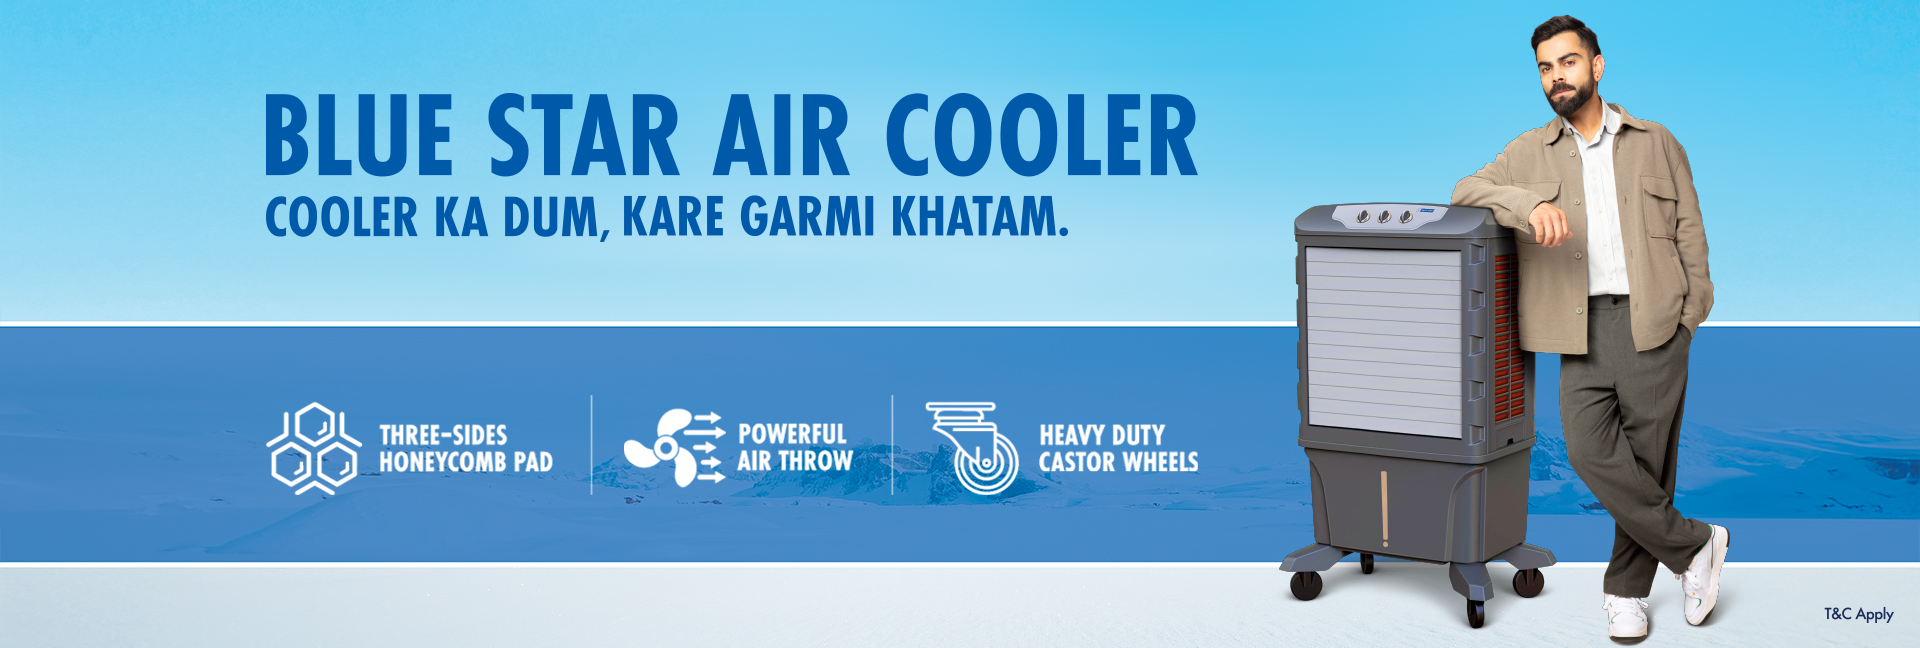 BLUE STAR AIR COOLER
COOLER KA DUM, KARE GARMI KHATAM.
THREE-SIDES
HONEYCOMB PAD
POWERFUL
AIR THROW
HEAVY DUTY
CASTOR WHEELS
T&C Apply